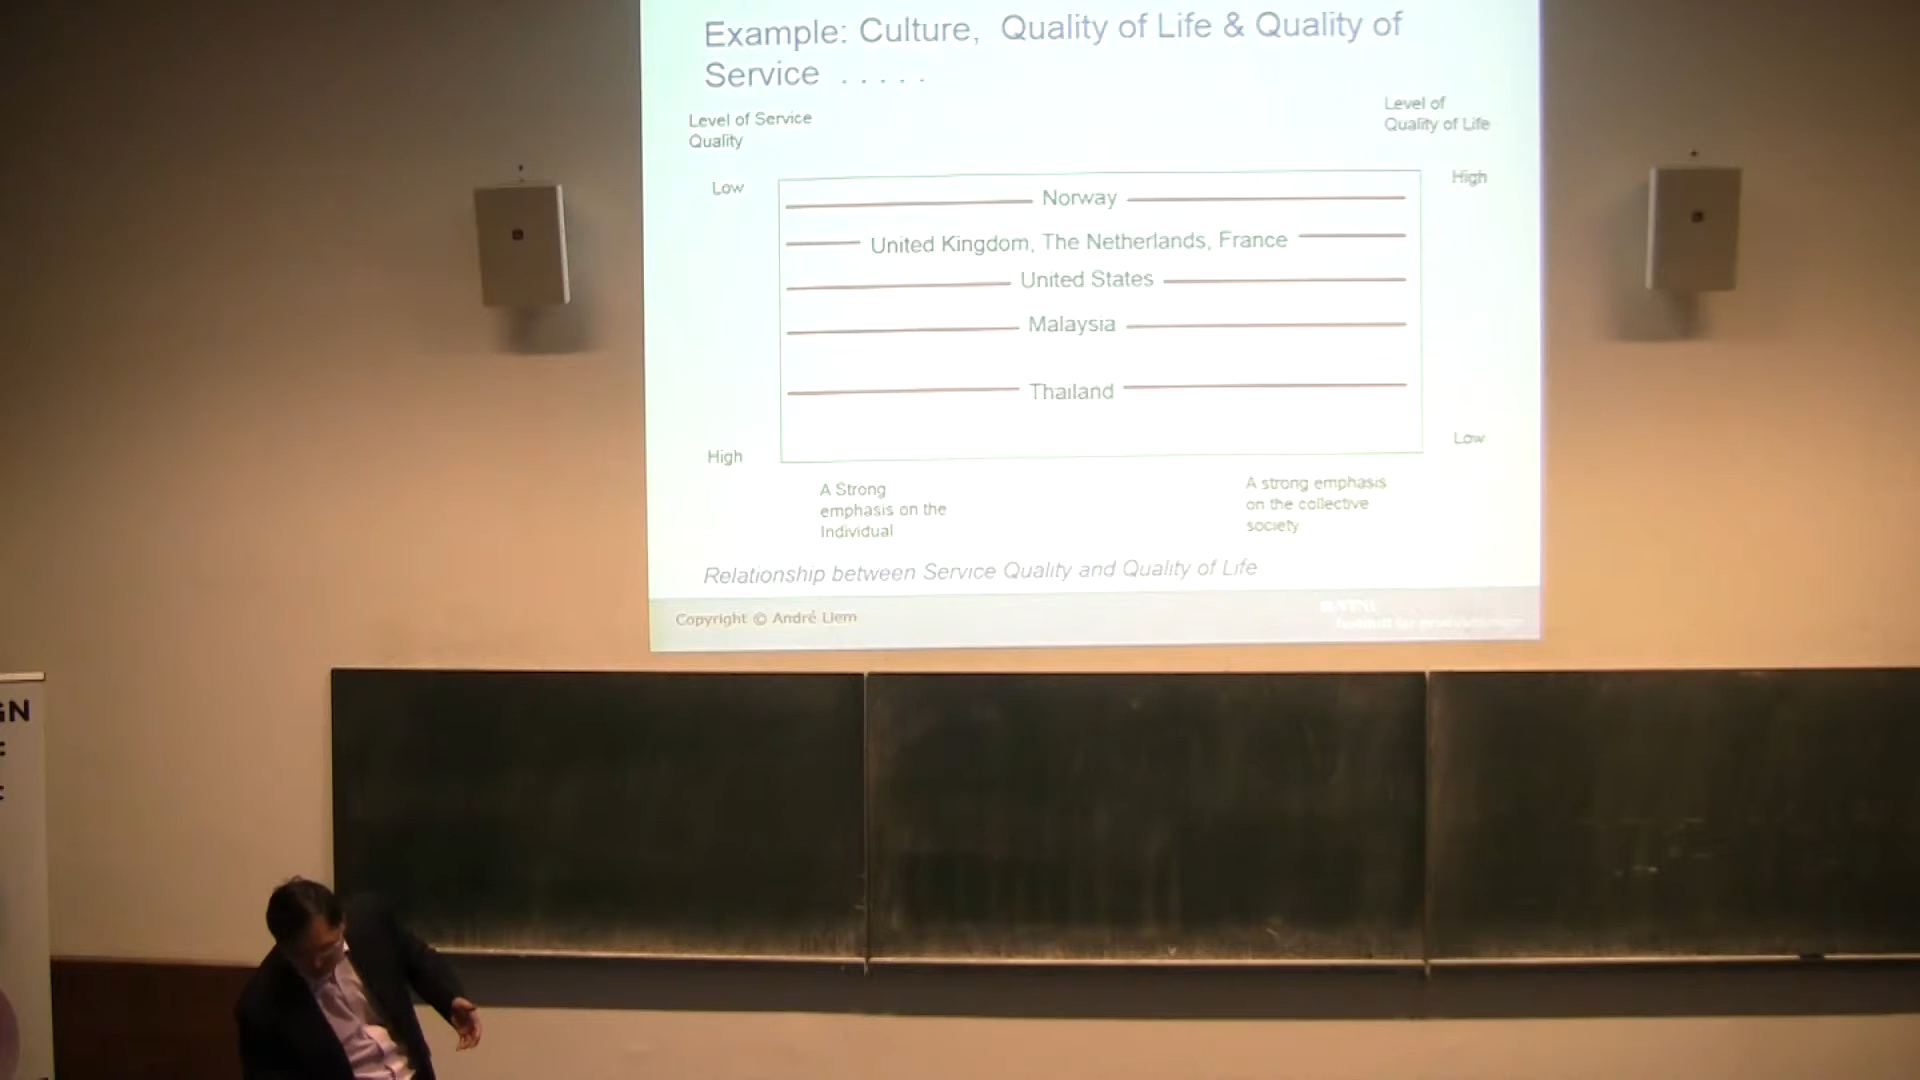 Example: Culture, Quality of Life & Quality of
Service . . . . .
Level of Service
Quality
Level of
Quality of Life
Low
High
Norway
United Kingdom, The Netherlands, France
United States
Malaysia
Thailand
High
Low
A Strong
emphasis on the
Individual
A strong emphasis
on the collective
society
Relationship between Service Quality and Quality of Life
Copyright © André Liem
GN